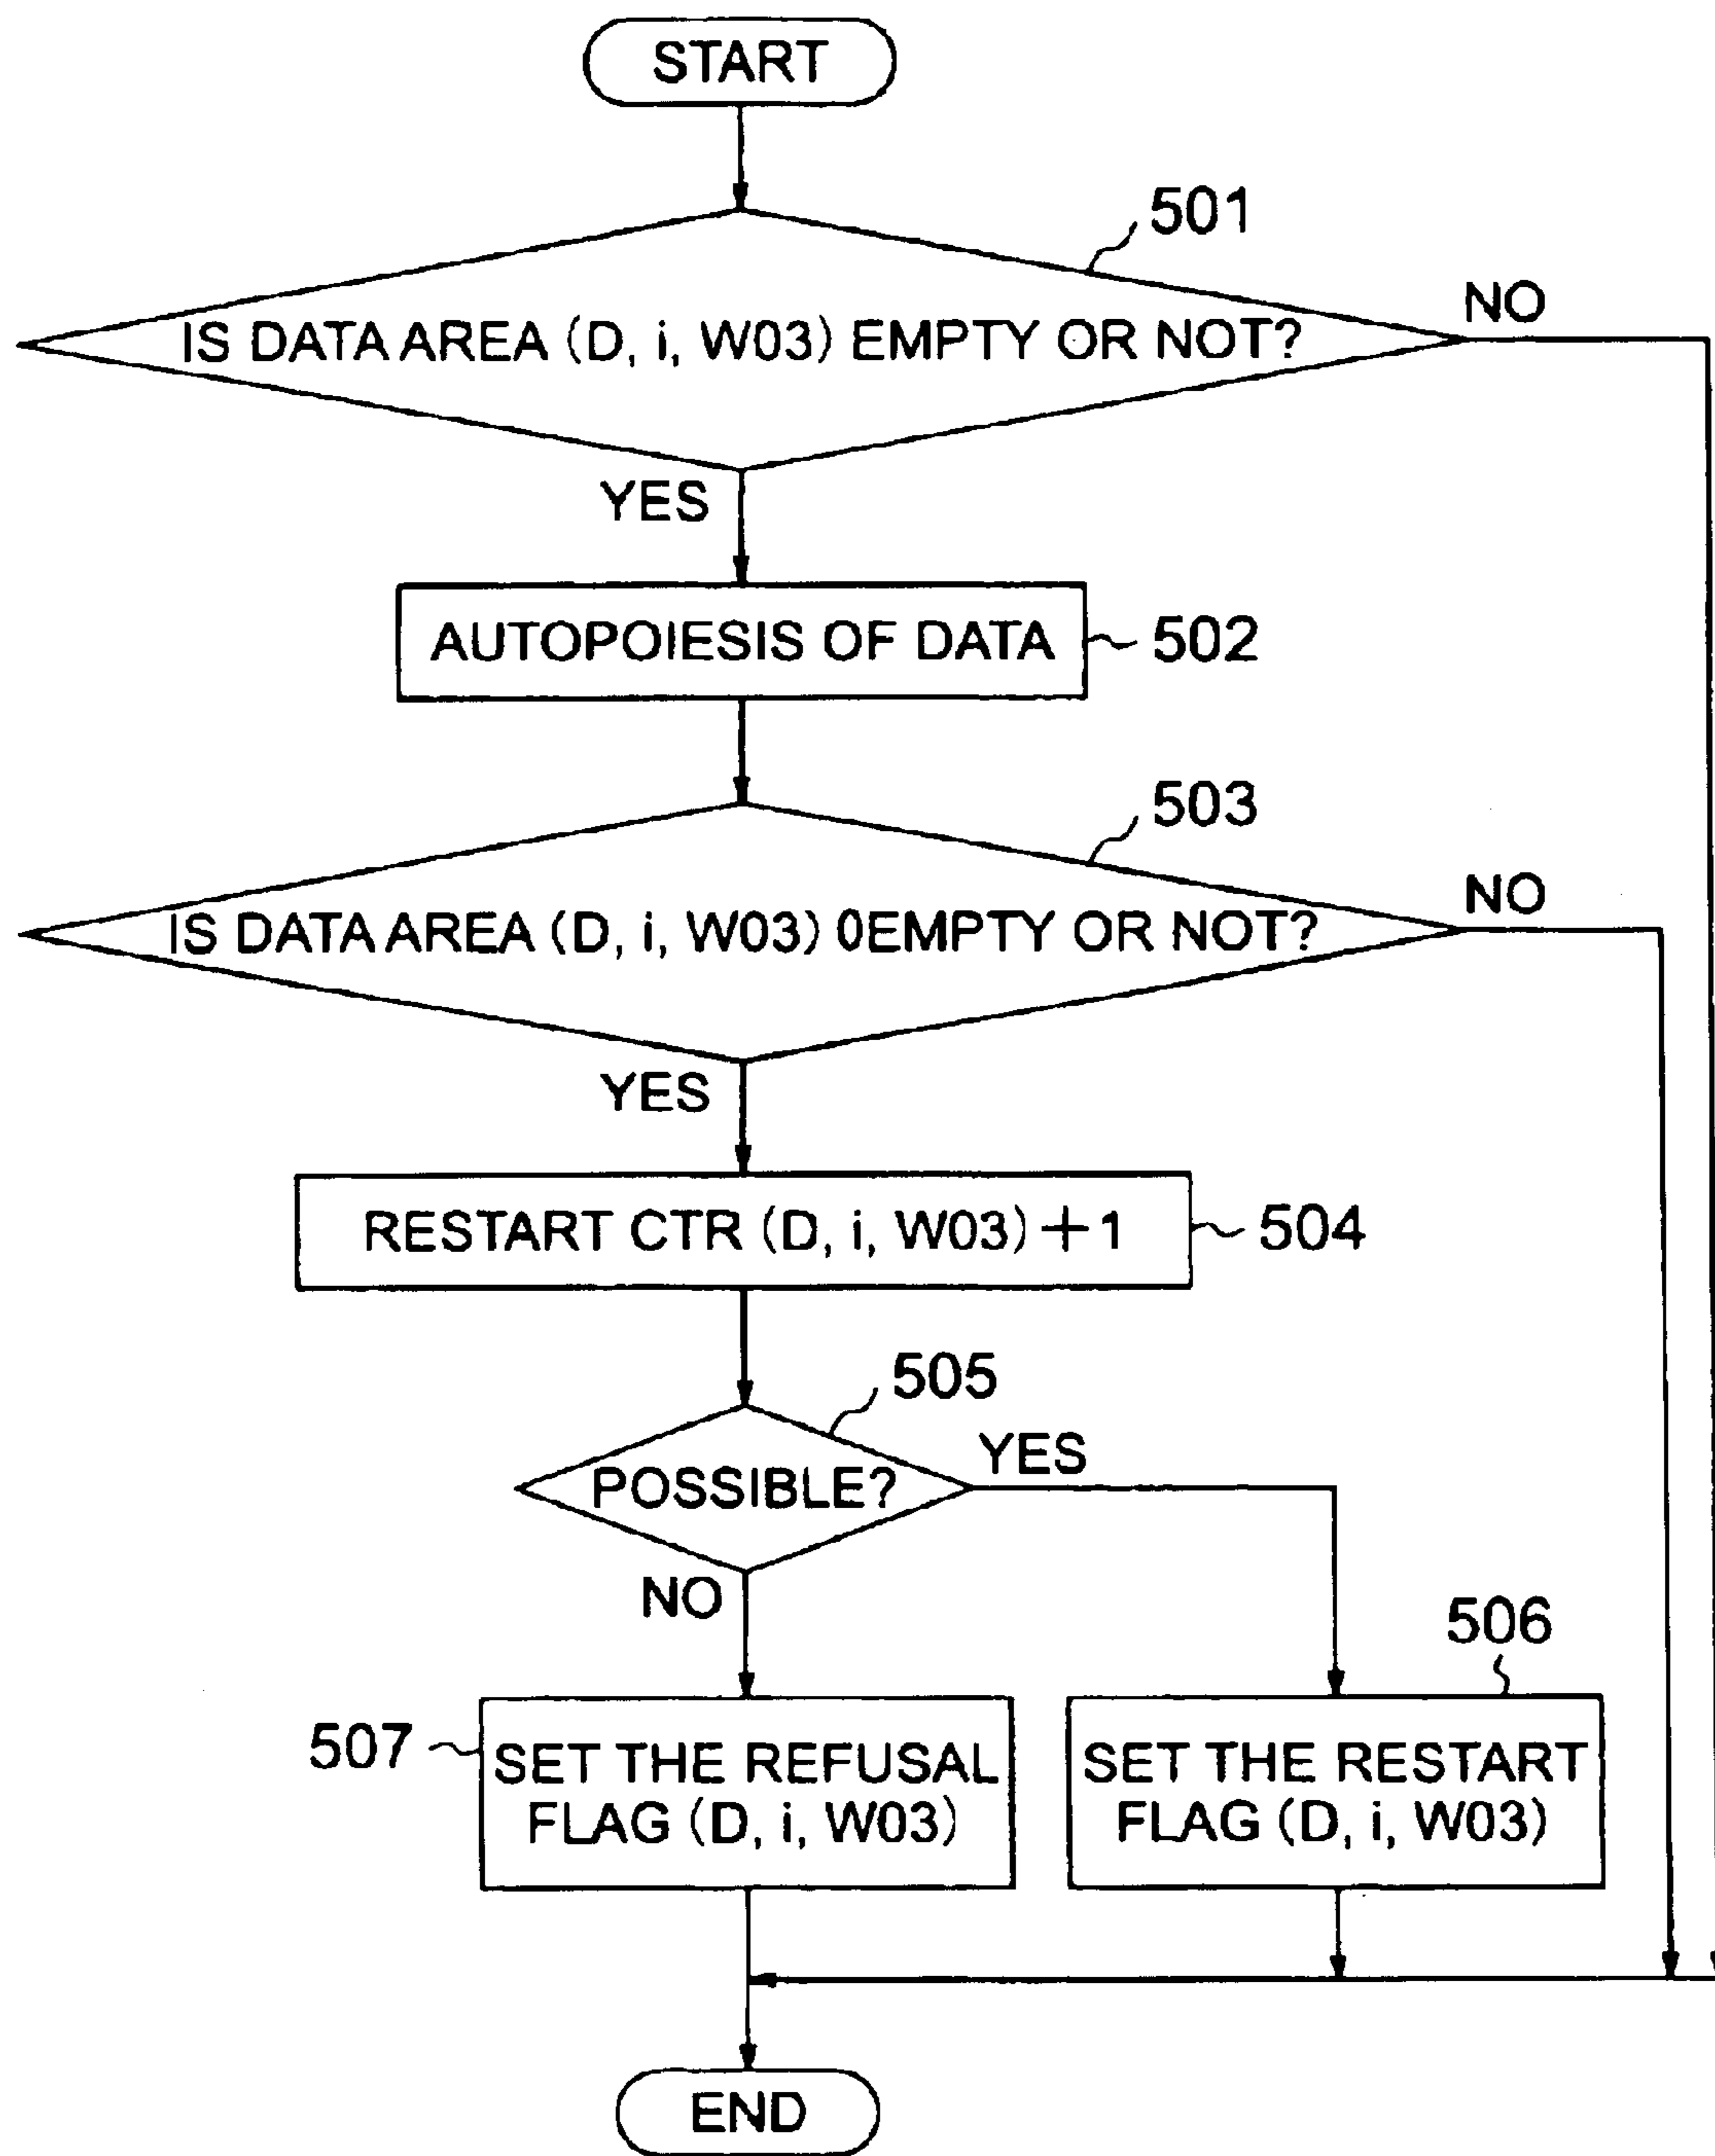 START
501
IS DATA AREA (D, i, W03) EMPTY OR NOT?
NO
YES
AUTOPOIESIS OF DATA
502
503
IS DATA AREA (D, i, W03) 0EMPTY OR NOT?
NO
YES
RESTART CTR (D, i, W03)+1
504
505
POSSIBLE?
YES
NO
506
507
SET THE REFUSAL
FLAG (D, i, W03)
SET THE RESTART
FLAG (D, i, W03)
END